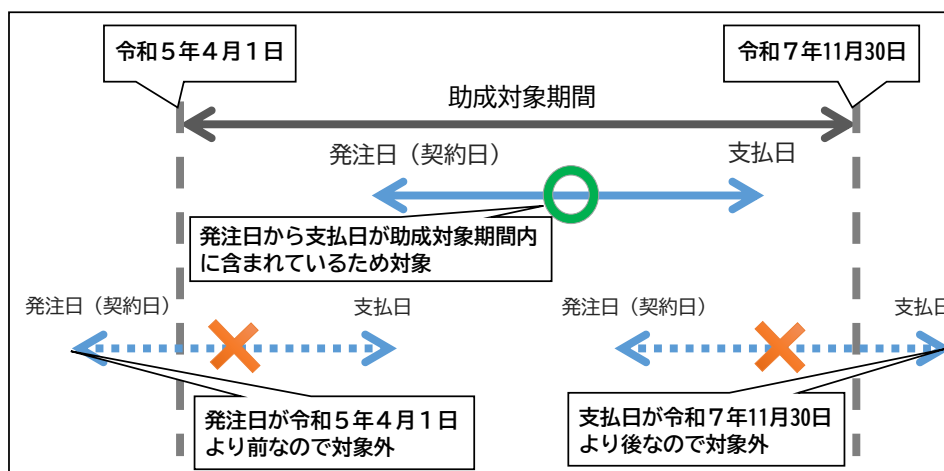 令和５年４月１日
令和７年11月30日
助成対象期間
発注日（契約日）
支払日
発注日から支払日が助成対象期間内
に含まれているため対象
発注日（契約日）
支払日
発注日（契約日）
支払日
発注日が令和５年４月１日
より前なので対象外
支払日が令和７年11月30日
より後なので対象外